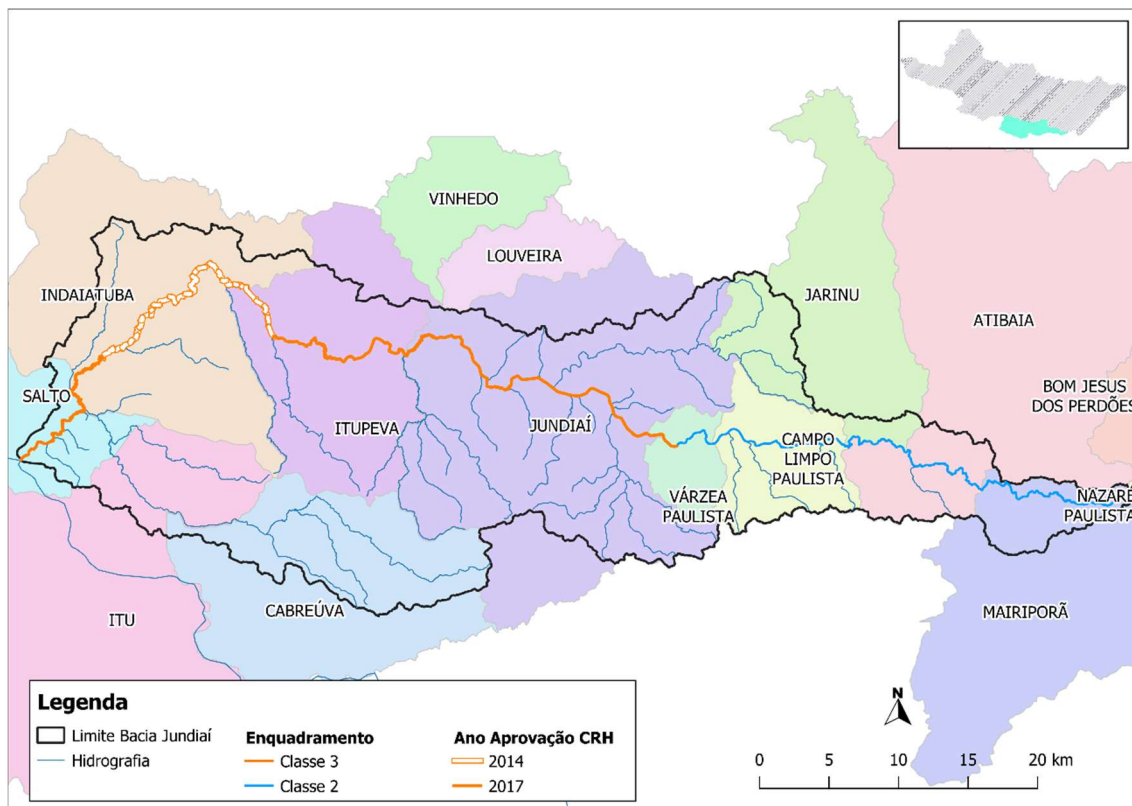 VINHEDO
LOUVEIRA
INDAIATUBA
JARINU
ATIBAIA
BOM JESUS
DOS PERDÕES
SALTO
ITUPEVA
JUNDIAÍ
CAMPO
LIMPO
PAULISTA
VÁRZEA
PAULISTA
NAZARÉ
PAULISTA
CABREÚVA
ITU
MAIRIPORÃ
Legenda
Limite Bacia Jundiaí
Hidrografia
Enquadramento
Classe 3
Classe 2
Ano Aprovação CRH
2014
2017
N
0 5 10 15 20 km